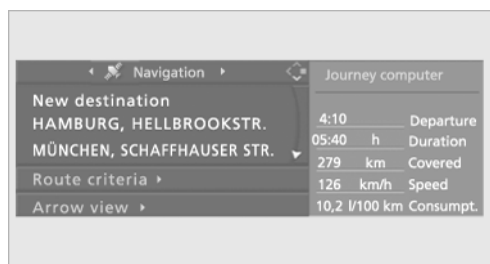 Navigation
New destination
HAMBURG, HELLBROOKSTR.
MÜNCHEN, SCHAFFHAUSER STR.
Route criteria
Arrow view
Journey computer
4:10 Departure
05:40 h Duration
279 km Covered
126 km/h Speed
10,2 l/100 km Consumpt.